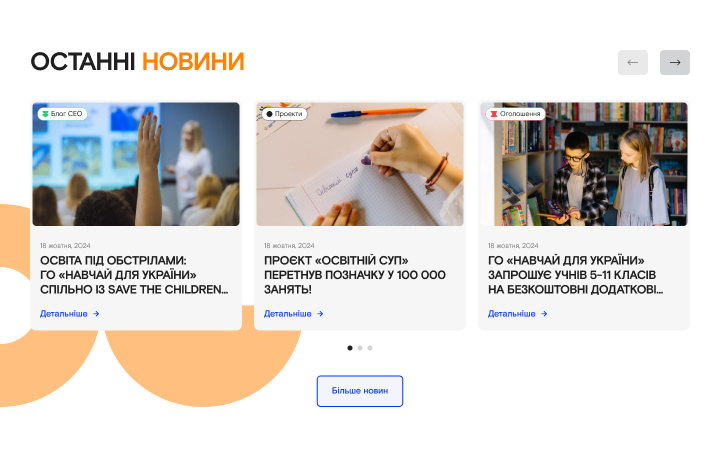 ОСТАННІ НОВИНИ
Блог CEO
18 жовтня, 2024
ОСВІТА ПІД ОБСТРІЛАМИ:
ГО «НАВЧАЙ ДЛЯ УКРАЇНИ»
СПІЛЬНО ІЗ SAVE THE CHILDREN...
Детальніше →
Проекти
18 жовтня, 2024
ПРОЄКТ «ОСВІТНІЙ СУП»
ПЕРЕТНУВ ПОЗНАЧКУ У 100 000
ЗАНЯТЬ!
Детальніше →
Оголошення
18 жовтня, 2024
ГО «НАВЧАЙ ДЛЯ УКРАЇНИ»
ЗАПРОШУЄ УЧНІВ 5-11 КЛАСІВ
НА БЕЗКОШТОВНІ ДОДАТКОВІ...
Детальніше →
Більше новин